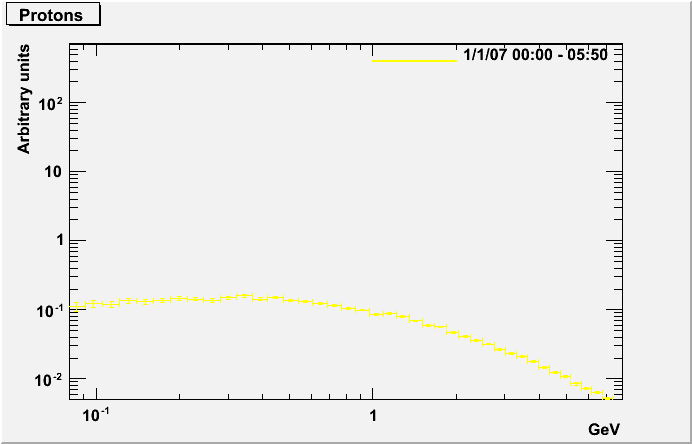 Protons
Arbitrary units
1/1/07 00:00 - 05:50
10²
10
1
10⁻¹
10⁻²
10⁻¹
1
GeV